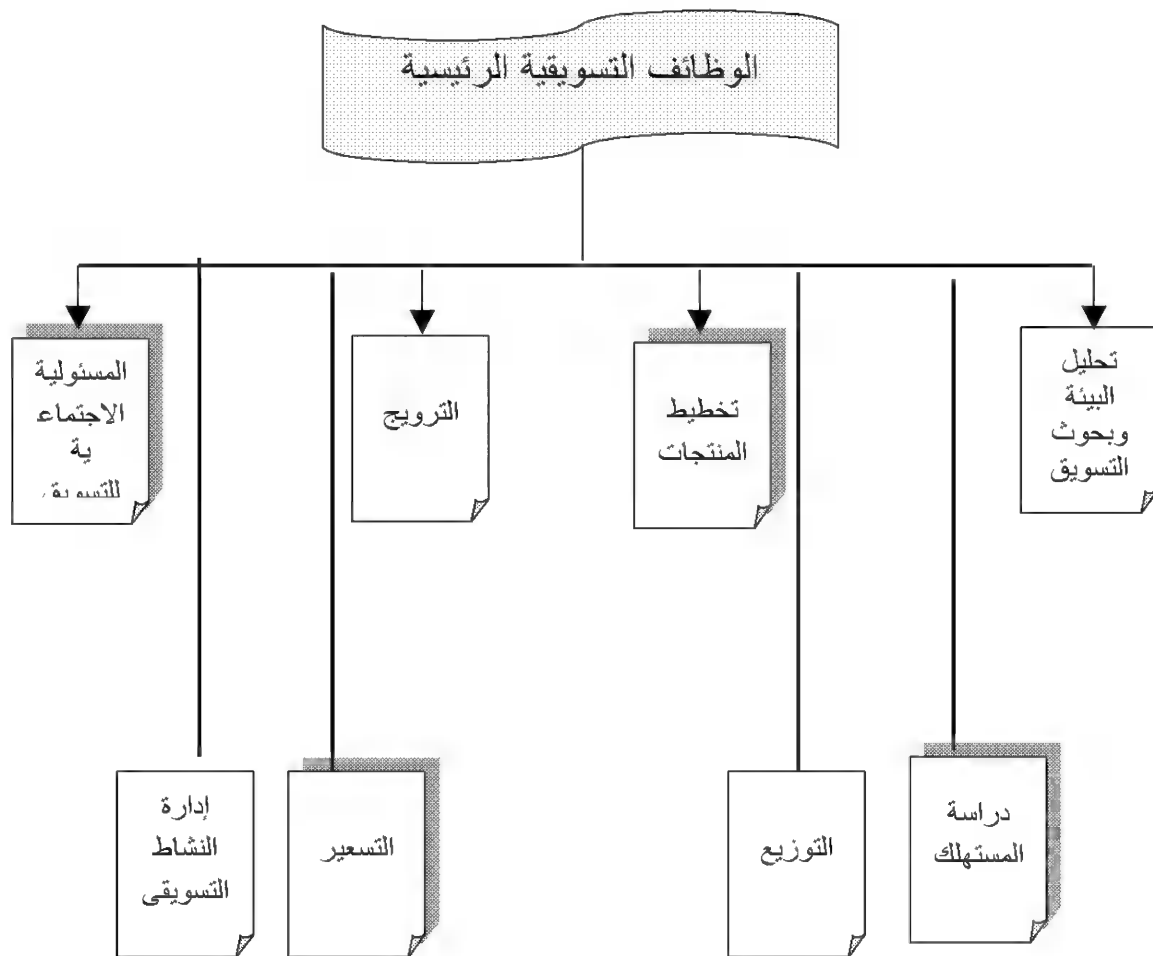 الوظائف التسويقية الرئيسية
تحليل
البيئة
وبحوث
التسويق
تخطيط
المنتجات
الترويج
المسئولية
الاجتماع
ية
للتسويق
دراسة
المستهلك
التوزيع
التسعير
إدارة
النشاط
التسويقى